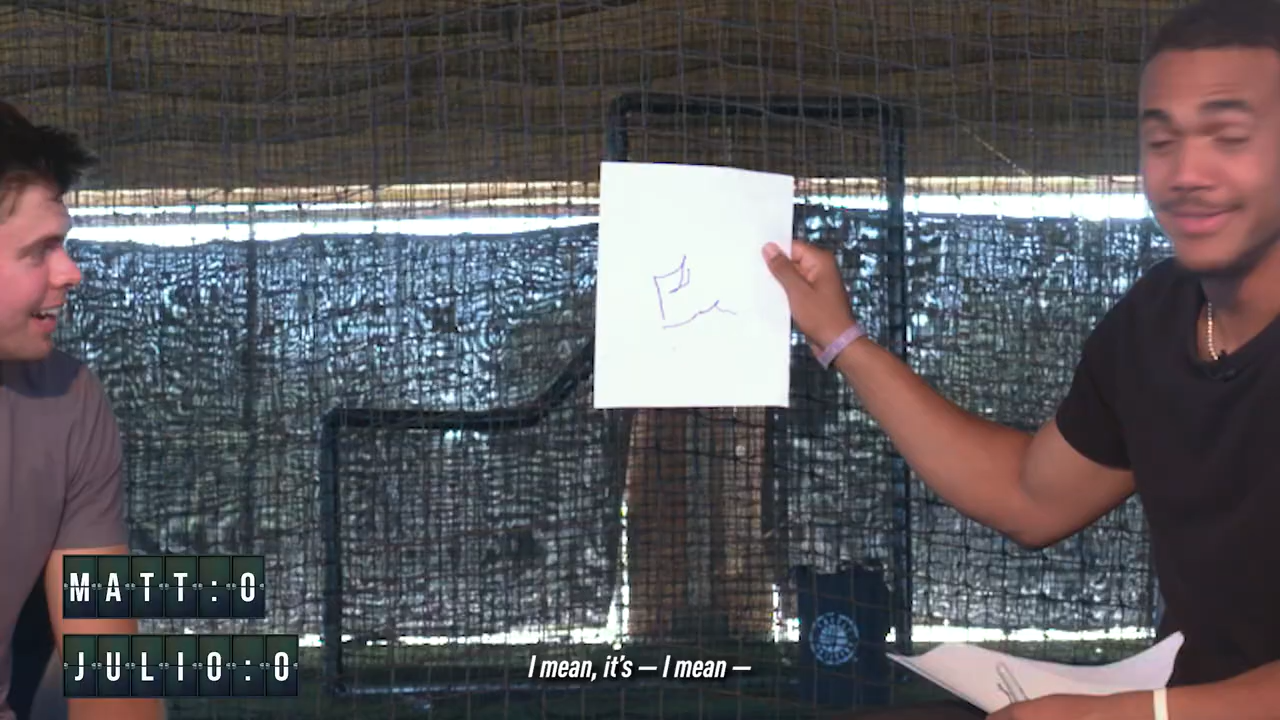 MATT:0
JULIO:0
I mean, it's — I mean —